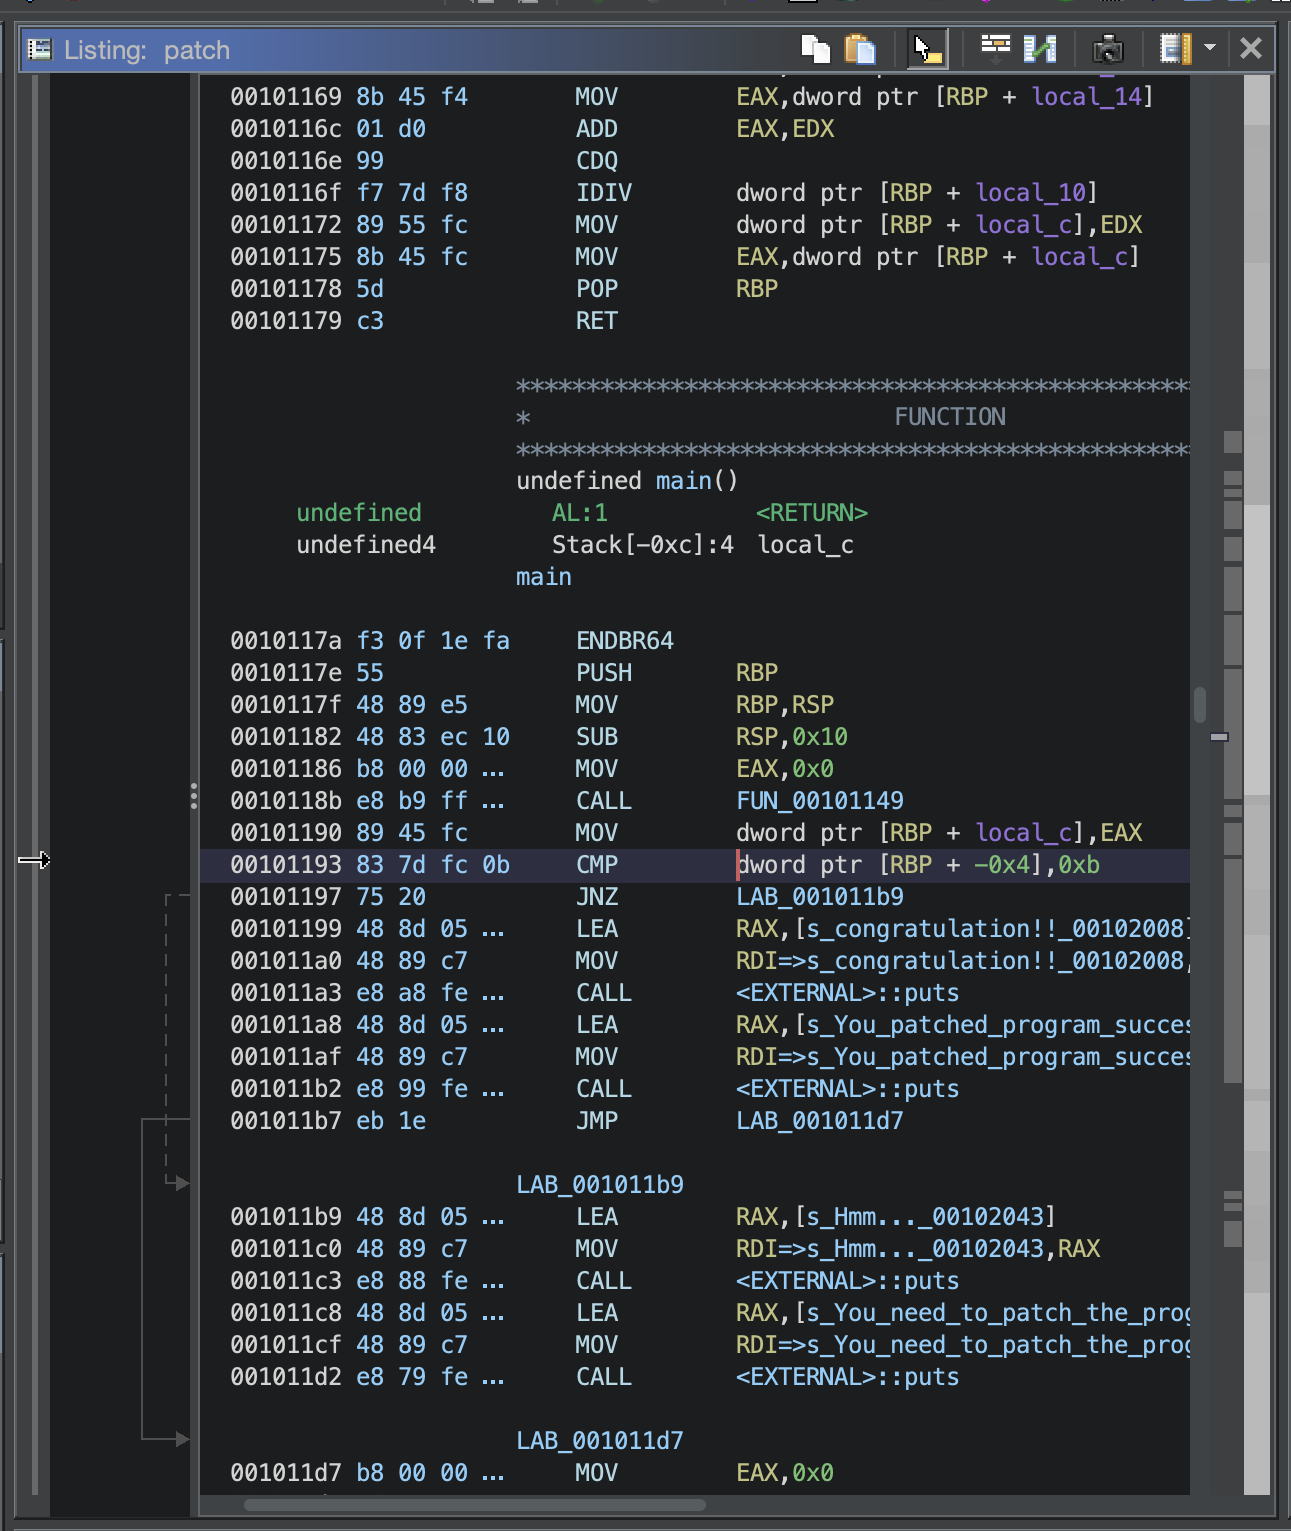 Listing: patch
00101169 8b 45 f4 MOV EAX,dword ptr [RBP + local_14]
0010116c 01 d0 ADD EAX,EDX
0010116e 99 CDQ
0010116f f7 7d f8 IDIV dword ptr [RBP + local_10]
00101172 89 55 fc MOV dword ptr [RBP + local_c],EDX
00101175 8b 45 fc MOV EAX,dword ptr [RBP + local_c]
00101178 5d POP RBP
00101179 c3 RET
************************************************
* FUNCTION
************************************************
undefined main()
undefined AL:1 <RETURN>
undefined4 Stack[-0xc]:4 local_c
main
0010117a f3 0f 1e fa ENDBR64
0010117e 55 PUSH RBP
0010117f 48 89 e5 MOV RBP,RSP
00101182 48 83 ec 10 SUB RSP,0x10
00101186 b8 00 00 ... MOV EAX,0x0
0010118b e8 b9 ff ... CALL FUN_00101149
00101190 89 45 fc MOV dword ptr [RBP + local_c],EAX
00101193 83 7d fc 0b CMP dword ptr [RBP + -0x4],0xb
00101197 75 20 JNZ LAB_001011b9
00101199 48 8d 05 ... LEA RAX,[s_congratulation!!_00102008]
001011a0 48 89 c7 MOV RDI=>s_congratulation!!_00102008,
001011a3 e8 a8 fe ... CALL <EXTERNAL>::puts
001011a8 48 8d 05 ... LEA RAX,[s_You_patched_program_succes
001011af 48 89 c7 MOV RDI=>s_You_patched_program_succes
001011b2 e8 99 fe ... CALL <EXTERNAL>::puts
001011b7 eb 1e JMP LAB_001011d7
LAB_001011b9
001011b9 48 8d 05 ... LEA RAX,[s_Hmm..._00102043]
001011c0 48 89 c7 MOV RDI=>s_Hmm..._00102043,RAX
001011c3 e8 88 fe ... CALL <EXTERNAL>::puts
001011c8 48 8d 05 ... LEA RAX,[s_You_need_to_patch_the_prog
001011cf 48 89 c7 MOV RDI=>s_You_need_to_patch_the_prog
001011d2 e8 79 fe ... CALL <EXTERNAL>::puts
LAB_001011d7
001011d7 b8 00 00 ... MOV EAX,0x0